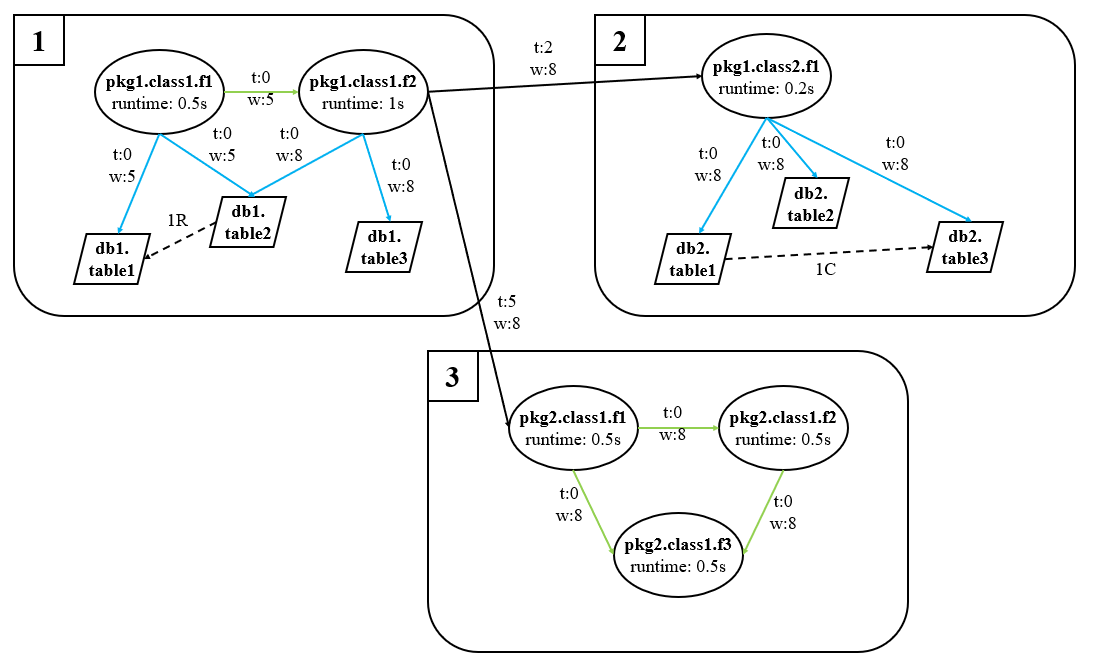 1
pkg1.class1.f1
runtime: 0.5s
t:0
w:5
pkg1.class1.f2
runtime: 1s
t:0
w:5
t:0
w:5
t:0
w:8
t:0
w:8
db1.
table1
1R
db1.
table2
db1.
table3
t:2
w:8
2
pkg1.class2.f1
runtime: 0.2s
t:0
w:8
t:0
w:8
t:0
w:8
db2.
table1
db2.
table2
db2.
table3
1C
t:5
w:8
3
pkg2.class1.f1
runtime: 0.5s
t:0
w:8
pkg2.class1.f2
runtime: 0.5s
t:0
w:8
t:0
w:8
pkg2.class1.f3
runtime: 0.5s